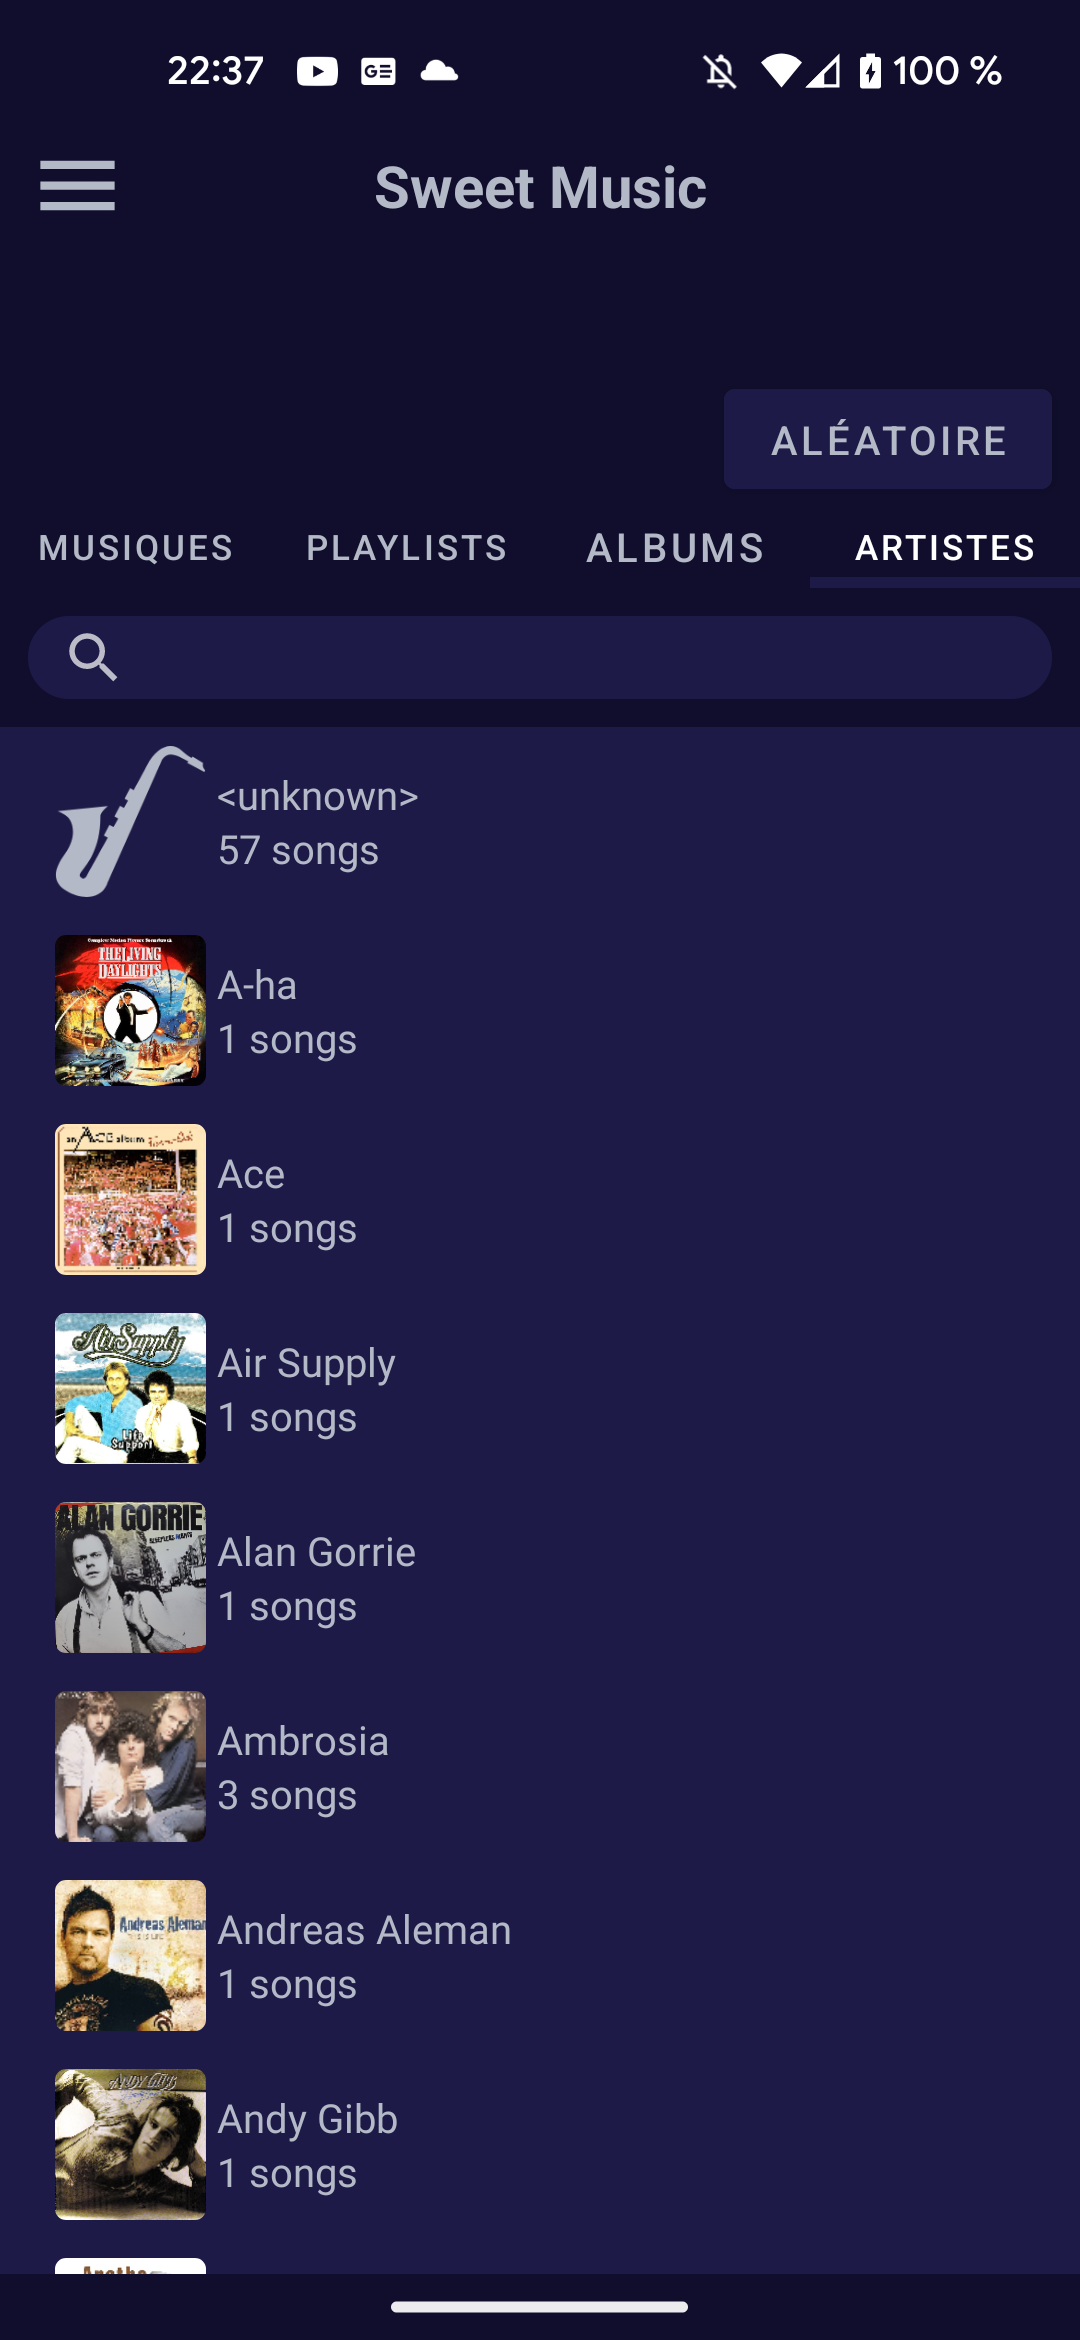 22:37
100 %
Sweet Music
ALÉATOIRE
MUSIQUES PLAYLISTS ALBUMS ARTISTES
<unknown>
57 songs
THE LIVING
DAYLIGHTS
A-ha
1 songs
an ACE album
Ace
1 songs
Air Supply
Life
Support
Air Supply
1 songs
ALAN GORRIE
Alan Gorrie
1 songs
Ambrosia
3 songs
Andreas Aleman
Andreas Aleman
1 songs
ANDY GIBB
Andy Gibb
1 songs